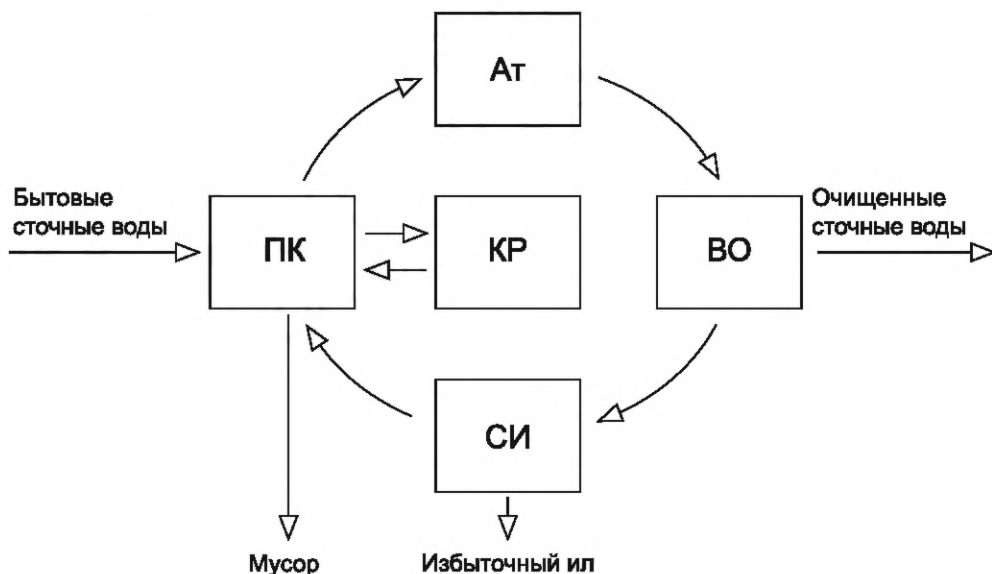 Ат
Бытовые
сточные воды
ПК
КР
ВО
Очищенные
сточные воды
СИ
Мусор
Избыточный ил